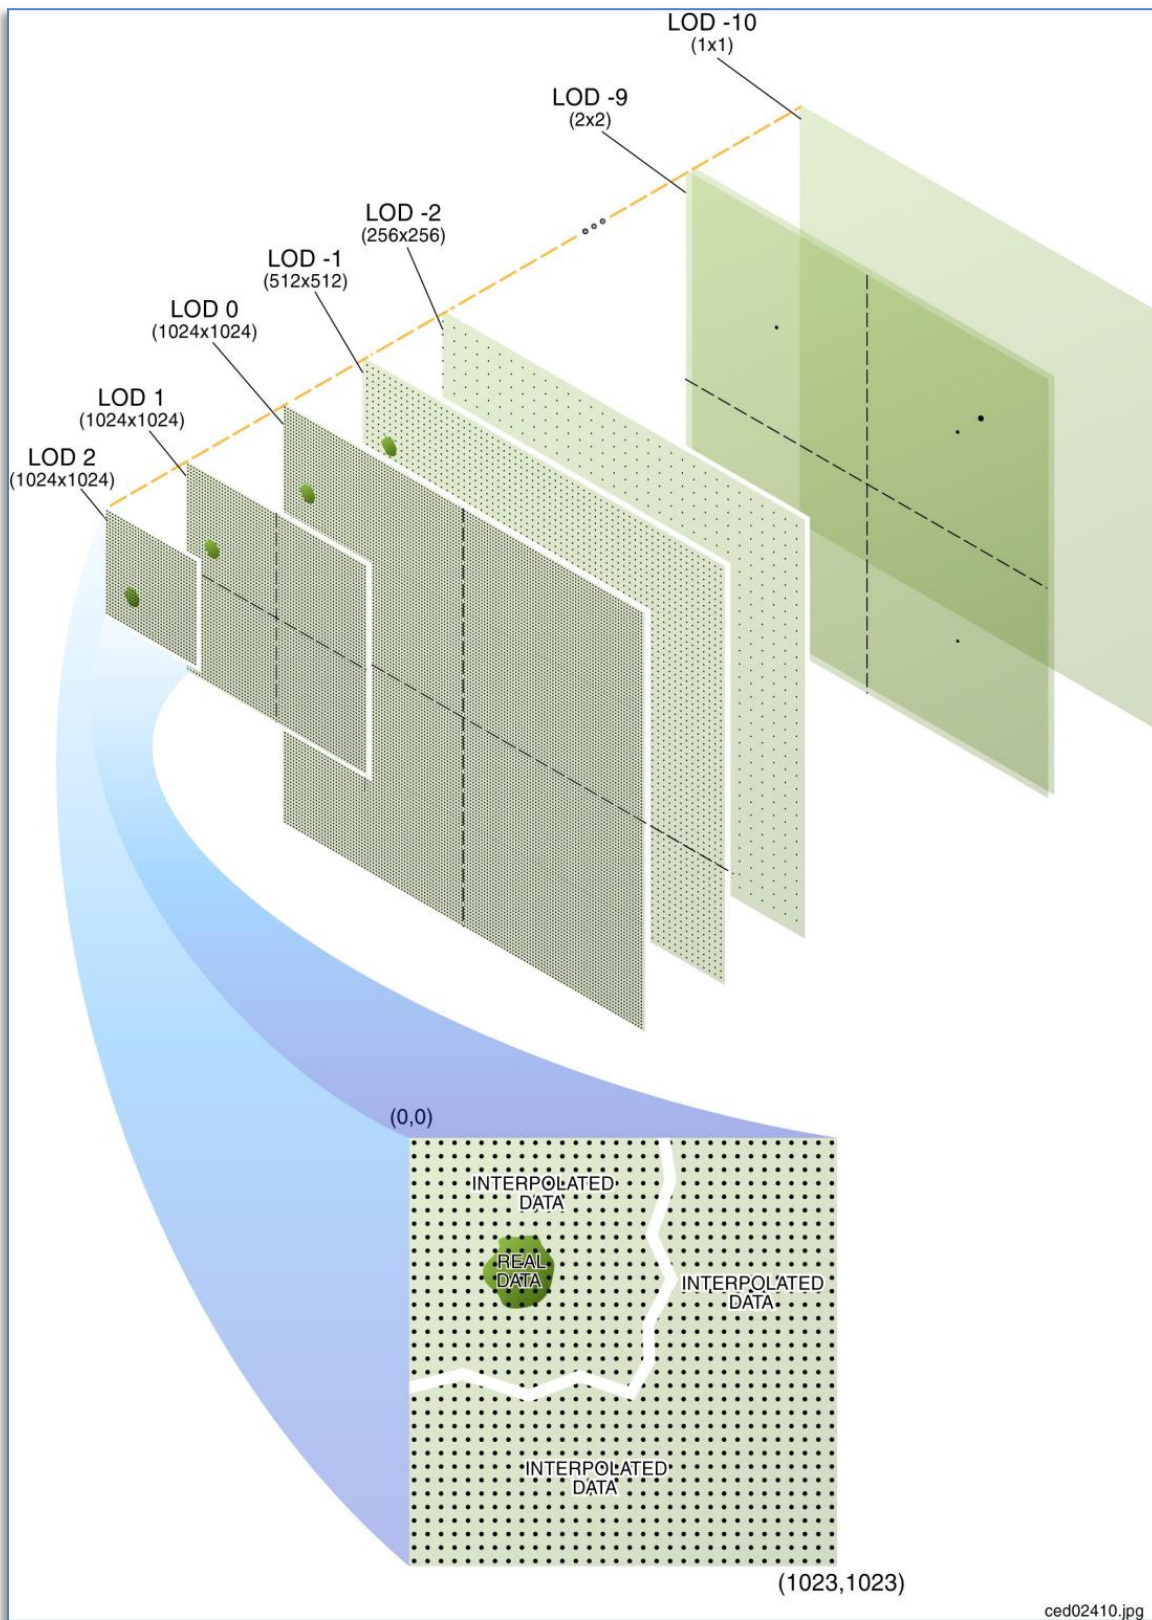 LOD -10
(1x1)
LOD -9
(2x2)
LOD -2
(256x256)
LOD -1
(512x512)
LOD 0
(1024x1024)
LOD 1
(1024x1024)
LOD 2
(1024x1024)
(0,0)
INTERPOLATED
DATA
REAL
DATA
INTERPOLATED
DATA
INTERPOLATED
DATA
(1023,1023)
ced02410.jpg